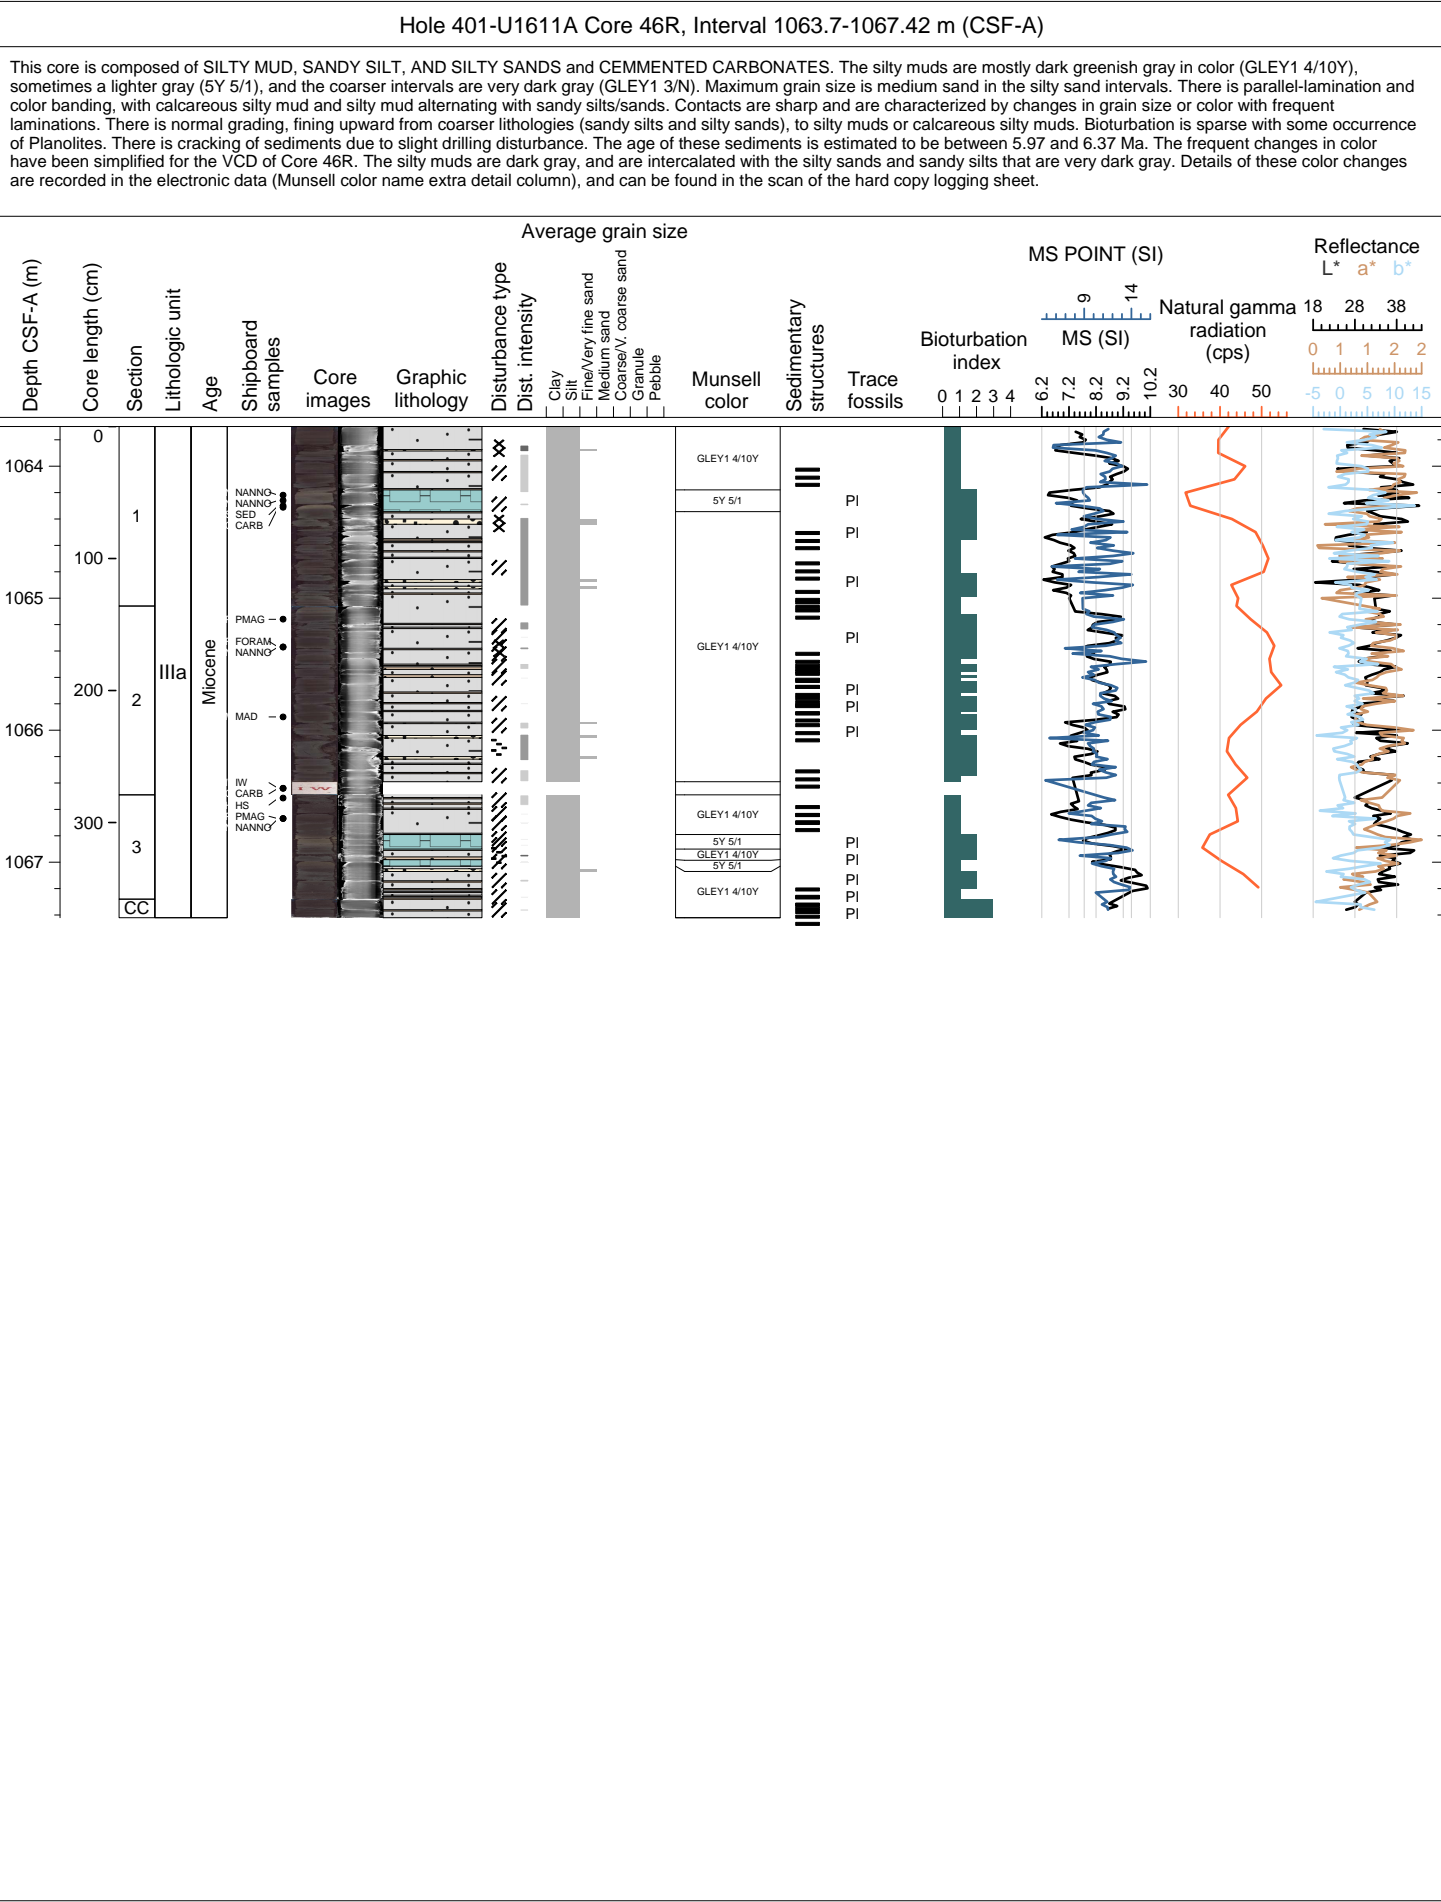 Hole 401-U1611A Core 46R, Interval 1063.7-1067.42 m (CSF-A)
This core is composed of SILTY MUD, SANDY SILT, AND SILTY SANDS and CEMMENTED CARBONATES. The silty muds are mostly dark greenish gray in color (GLEY1 4/10Y),
sometimes a lighter gray (5Y 5/1), and the coarser intervals are very dark gray (GLEY1 3/N). Maximum grain size is medium sand in the silty sand intervals. There is parallel-lamination and
color banding, with calcareous silty mud and silty mud alternating with sandy silts/sands. Contacts are sharp and are characterized by changes in grain size or color with frequent
laminations. There is normal grading, fining upward from coarser lithologies (sandy silts and silty sands), to silty muds or calcareous silty muds. Bioturbation is sparse with some occurrence
of Planolites. There is cracking of sediments due to slight drilling disturbance. The age of these sediments is estimated to be between 5.97 and 6.37 Ma. The frequent changes in color
have been simplified for the VCD of Core 46R. The silty muds are dark gray, and are intercalated with the silty sands and sandy silts that are very dark gray. Details of these color changes
are recorded in the electronic data (Munsell color name extra detail column), and can be found in the scan of the hard copy logging sheet.
Depth CSF-A (m)
Core length (cm)
Section
Lithologic unit
Age
Shipboard
samples
Core
images
Graphic
lithology
Disturbance type
Dist. intensity
Average grain size
Clay
Silt
Fine/Very fine sand
Medium sand
Coarse/V. coarse sand
Granule
Pebble
Munsell
color
Sedimentary
structures
Trace
fossils
Bioturbation
index
0 1 2 3 4
MS POINT (SI)
9 14
MS (SI)
6.2 7.2 8.2 9.2 10.2
Natural gamma
radiation
(cps)
30 40 50
Reflectance
L* a* b*
18 28 38
0 1 1 2 2
-5 0 5 10 15
1064
1065
1066
1067
0
100
200
300
1
2
3
CC
IIIa
Miocene
NANNO
NANNO
SED
CARB
PMAG
FORAM
NANNO
MAD
IW
CARB
HS
PMAG
NANNO
IW
GLEY1 4/10Y
5Y 5/1
GLEY1 4/10Y
GLEY1 4/10Y
5Y 5/1
GLEY1 4/10Y
5Y 5/1
GLEY1 4/10Y
Pl
Pl
Pl
Pl
Pl
Pl
Pl
Pl
Pl
Pl
Pl
Pl